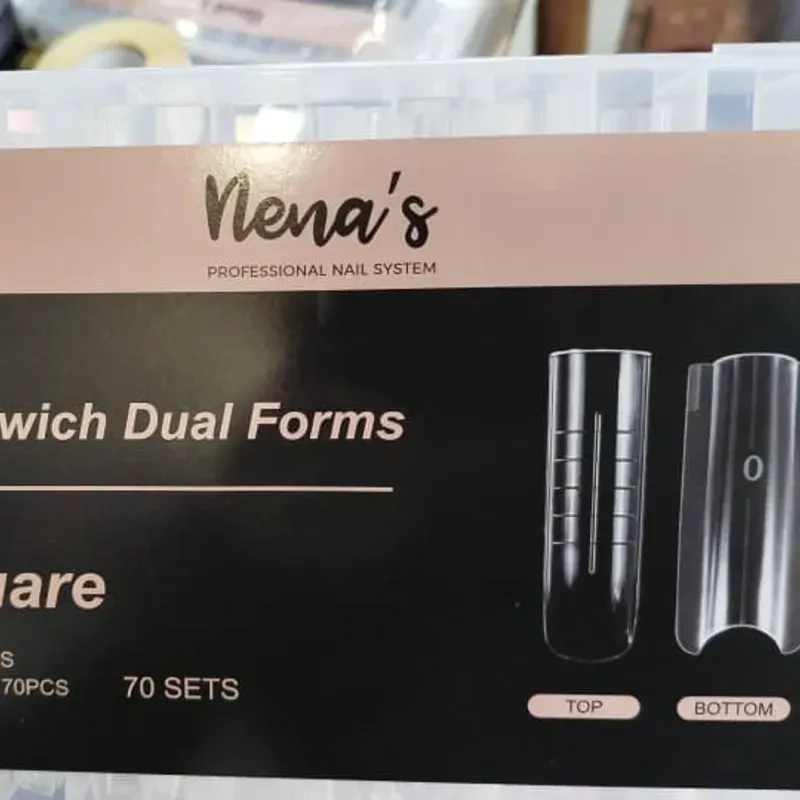 Nena's
PROFESSIONAL NAIL SYSTEM
wich Dual Forms
uare
S
70PCS
70 SETS
0
TOP
BOTTOM